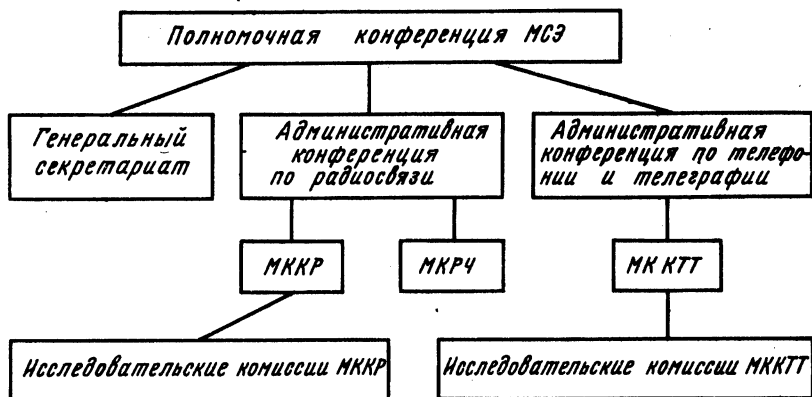 Полномочная конференция МСЭ
Генеральный
секретариат
Административная
конференция
по радиосвязи
Административная
конференция по телефо-
нии и телеграфии
МККР
МКРЧ
МККТТ
Исследовательские комиссии МККР
Исследовательские комиссии МККТТ